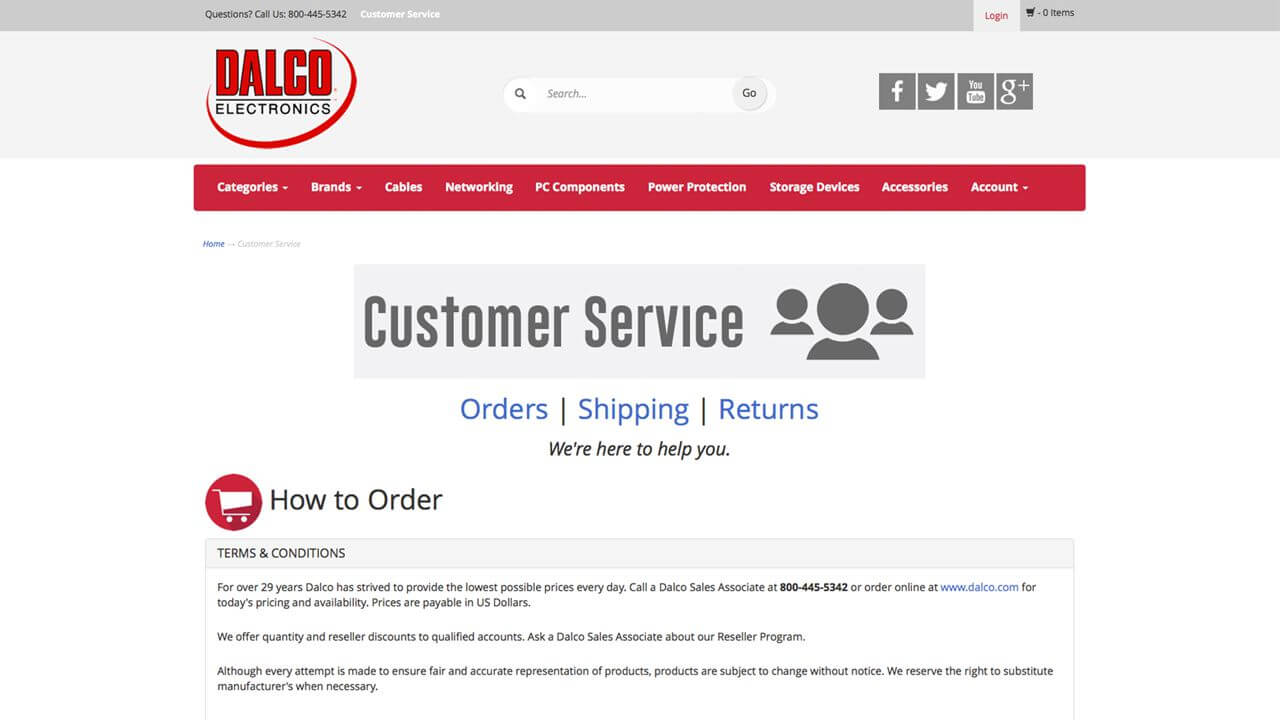 Questions? Call Us: 800-445-5342 Customer Service Login - 0 Items
DALCO
ELECTRONICS
Search... Go
f You Tube g+
Categories Brands Cables Networking PC Components Power Protection Storage Devices Accessories Account
Home → Customer Service
Customer Service
Orders | Shipping | Returns
We're here to help you.
How to Order
TERMS & CONDITIONS
For over 29 years Dalco has strived to provide the lowest possible prices every day. Call a Dalco Sales Associate at 800-445-5342 or order online at www.dalco.com for
today's pricing and availability. Prices are payable in US Dollars.
We offer quantity and reseller discounts to qualified accounts. Ask a Dalco Sales Associate about our Reseller Program.
Although every attempt is made to ensure fair and accurate representation of products, products are subject to change without notice. We reserve the right to substitute
manufacturer's when necessary.